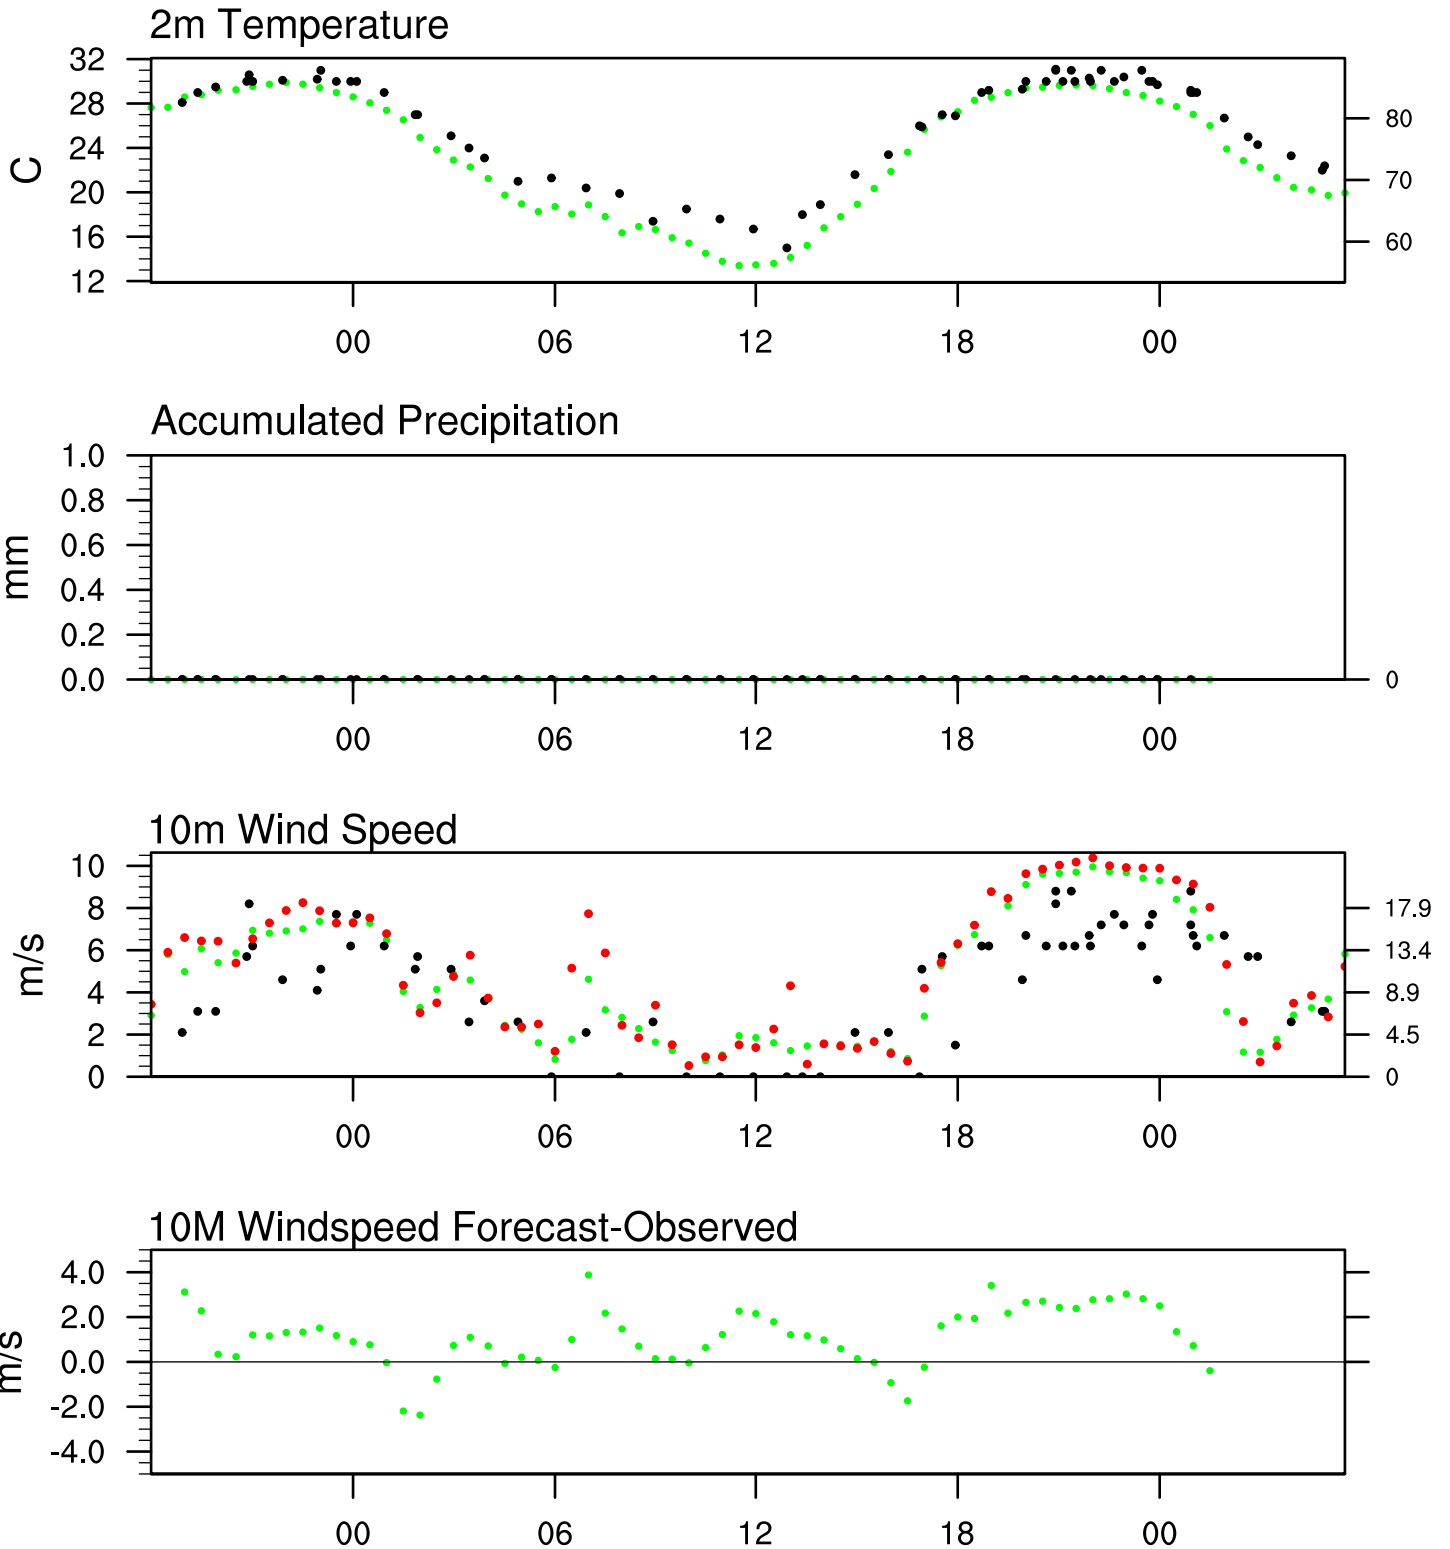 2m Temperature
32
28
24
20
16
12
C
80
70
60
00 06 12 18 00
Accumulated Precipitation
1.0
0.8
0.6
0.4
0.2
0.0
mm
0
00 06 12 18 00
10m Wind Speed
10
8
6
4
2
0
m/s
17.9
13.4
8.9
4.5
0
00 06 12 18 00
10M Windspeed Forecast-Observed
4.0
2.0
0.0
-2.0
-4.0
m/s
00 06 12 18 00